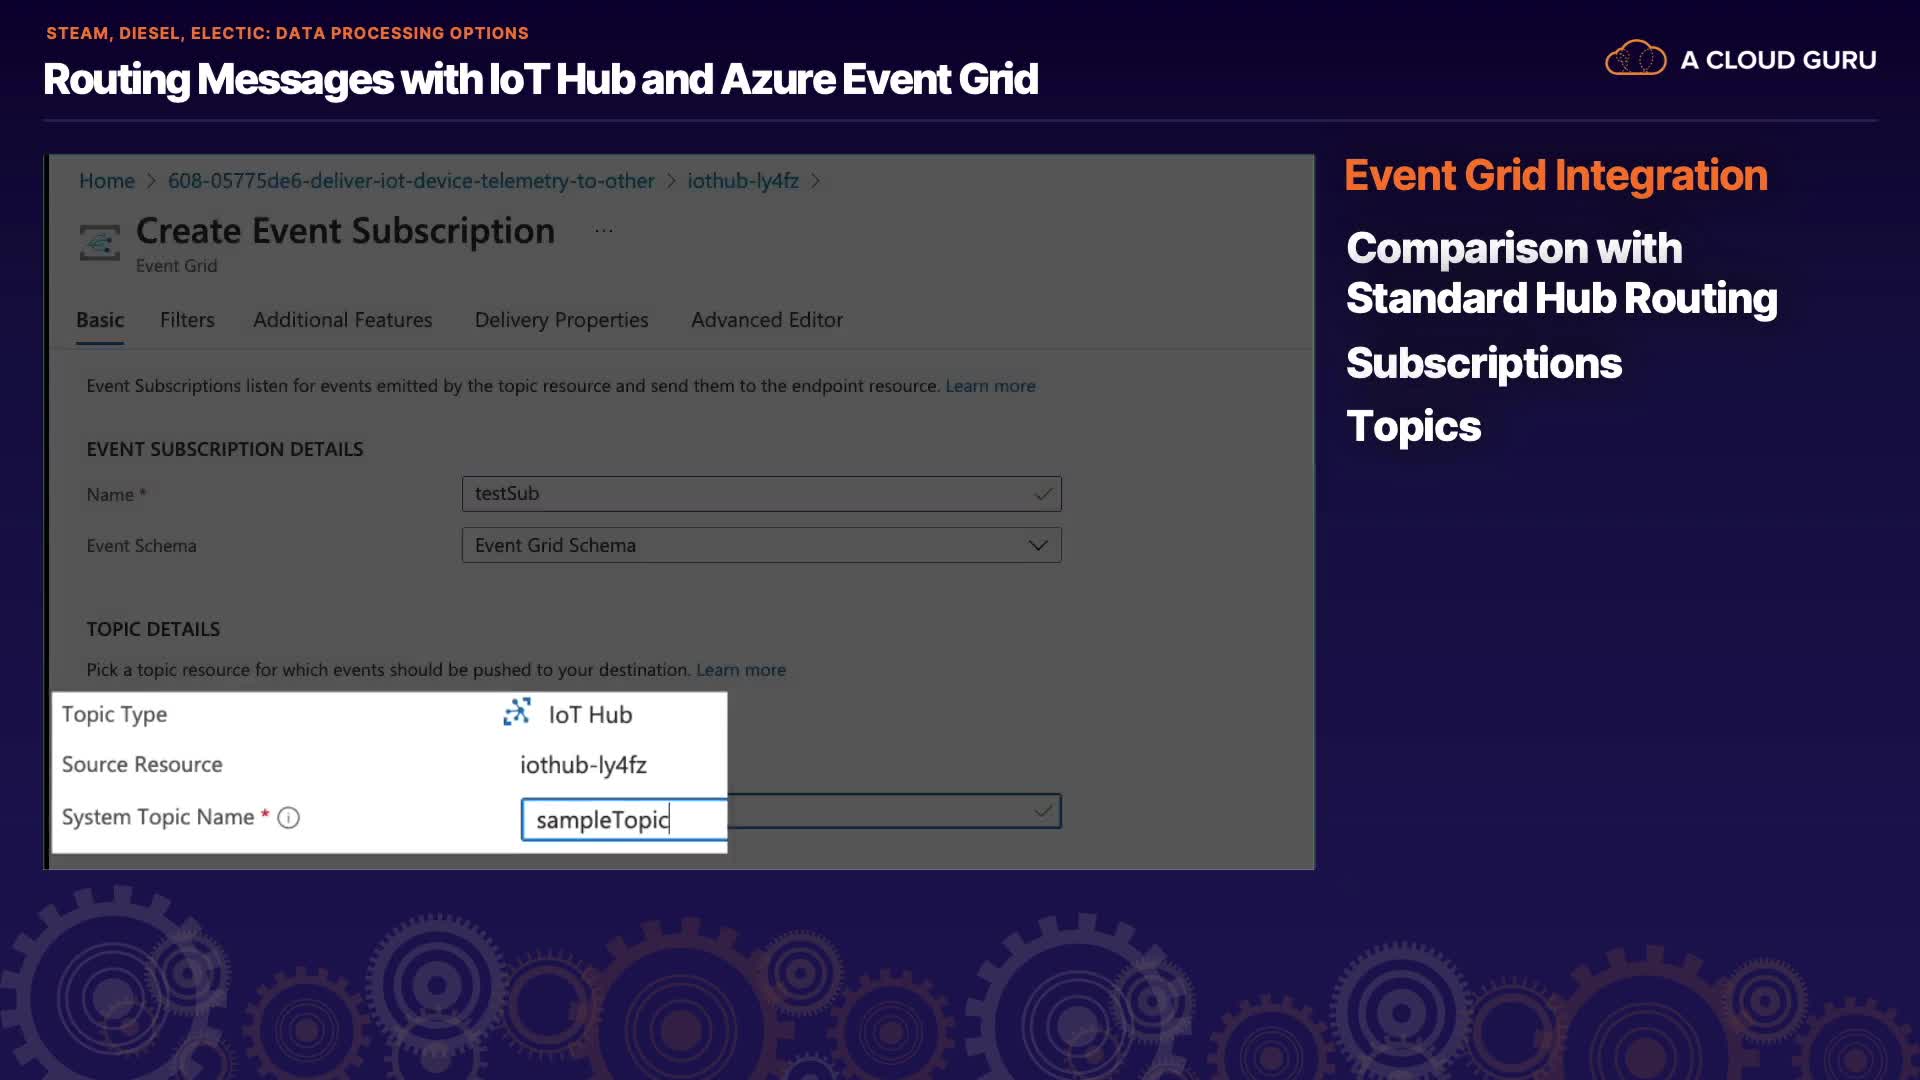 STEAM, DIESEL, ELECTIC: DATA PROCESSING OPTIONS
Routing Messages with IoT Hub and Azure Event Grid
A CLOUD GURU
Home > 608-05775de6-deliver-iot-device-telemetry-to-other > iothub-ly4fz >
Create Event Subscription ...
Event Grid
Basic Filters Additional Features Delivery Properties Advanced Editor
Event Subscriptions listen for events emitted by the topic resource and send them to the endpoint resource. Learn more
EVENT SUBSCRIPTION DETAILS
Name * testSub
Event Schema Event Grid Schema
TOPIC DETAILS
Pick a topic resource for which events should be pushed to your destination. Learn more
Topic Type IoT Hub
Source Resource iothub-ly4fz
System Topic Name * sampleTopic
Event Grid Integration
Comparison with
Standard Hub Routing
Subscriptions
Topics